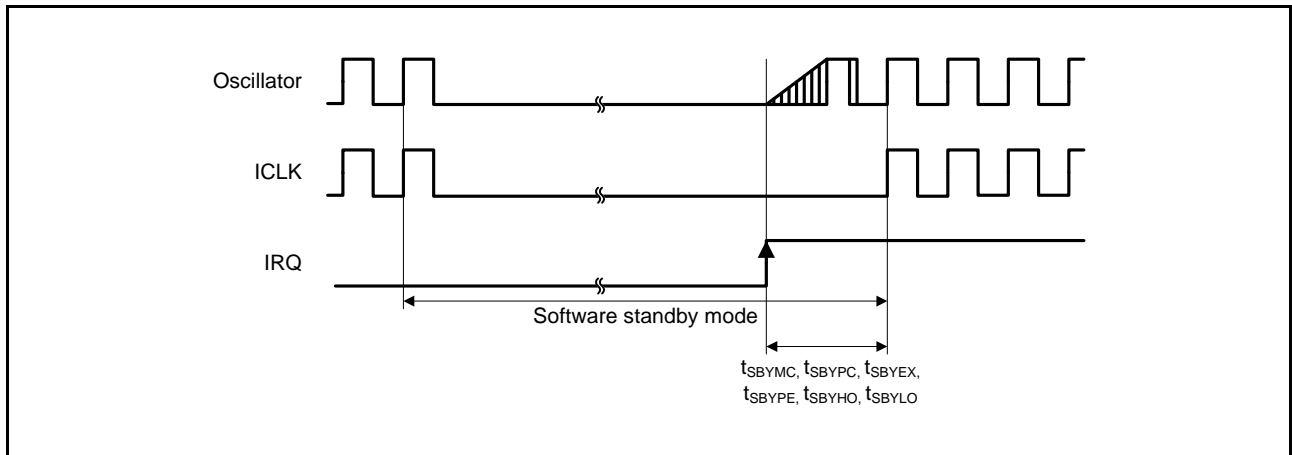 Oscillator
ICLK
IRQ
Software standby mode
tSBYMC, tSBYPC, tSBYEX,
tSBYPE, tSBYHO, tSBYLO